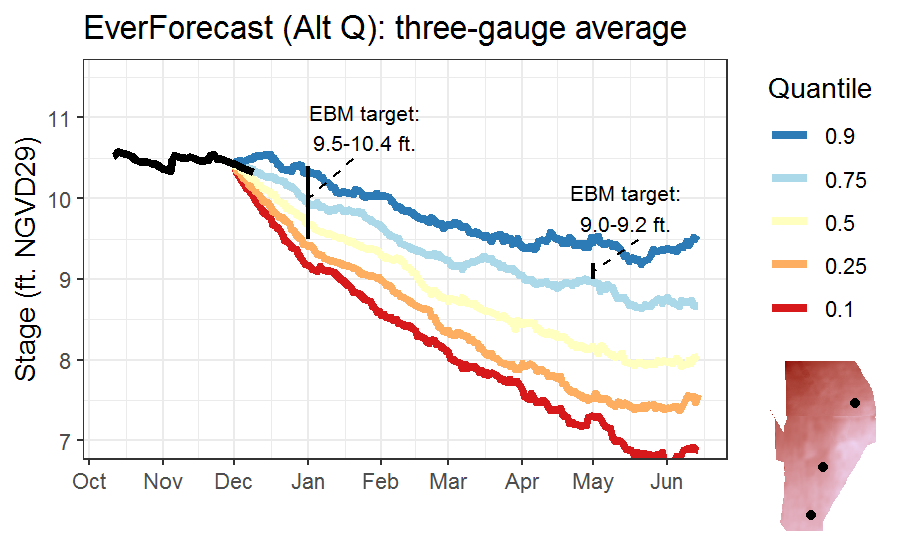 EverForecast (Alt Q): three-gauge average
Stage (ft. NGVD29)
11
10
9
8
7
EBM target:
9.5-10.4 ft.
EBM target:
9.0-9.2 ft.
Oct Nov Dec Jan Feb Mar Apr May Jun
Quantile
0.9
0.75
0.5
0.25
0.1